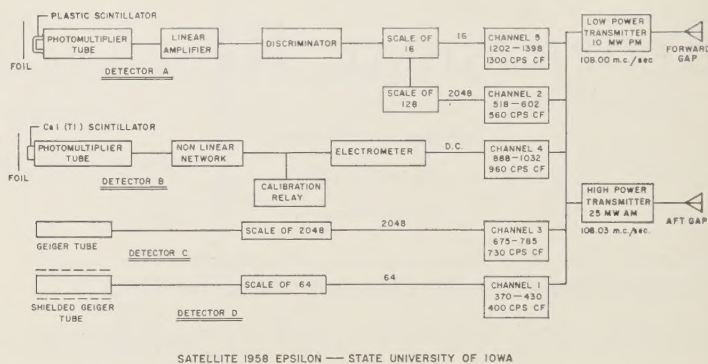 PLASTIC SCINTILLATOR
FOIL
PHOTOMULTIPLIER
TUBE
LINEAR
AMPLIFIER
DISCRIMINATOR
SCALE OF
16
16
CHANNEL 5
1202-1398
1300 CPS CF
LOW POWER
TRANSMITTER
10 MW PM
108.00 m.c./sec
FORWARD
GAP
DETECTOR A
SCALE OF
128
2048
CHANNEL 2
518-602
560 CPS CF
CsI (Tl) SCINTILLATOR
FOIL
PHOTOMULTIPLIER
TUBE
NON LINEAR
NETWORK
ELECTROMETER
D.C.
CHANNEL 4
888-1032
960 CPS CF
DETECTOR B
CALIBRATION
RELAY
HIGH POWER
TRANSMITTER
25 MW AM
108.03 m.c./sec.
AFT GAP
GEIGER TUBE
DETECTOR C
SCALE OF 2048
2048
CHANNEL 3
675-785
730 CPS CF
SHIELDED GEIGER
TUBE
DETECTOR D
SCALE OF 64
64
CHANNEL 1
370-430
400 CPS CF
SATELLITE 1958 EPSILON — STATE UNIVERSITY OF IOWA